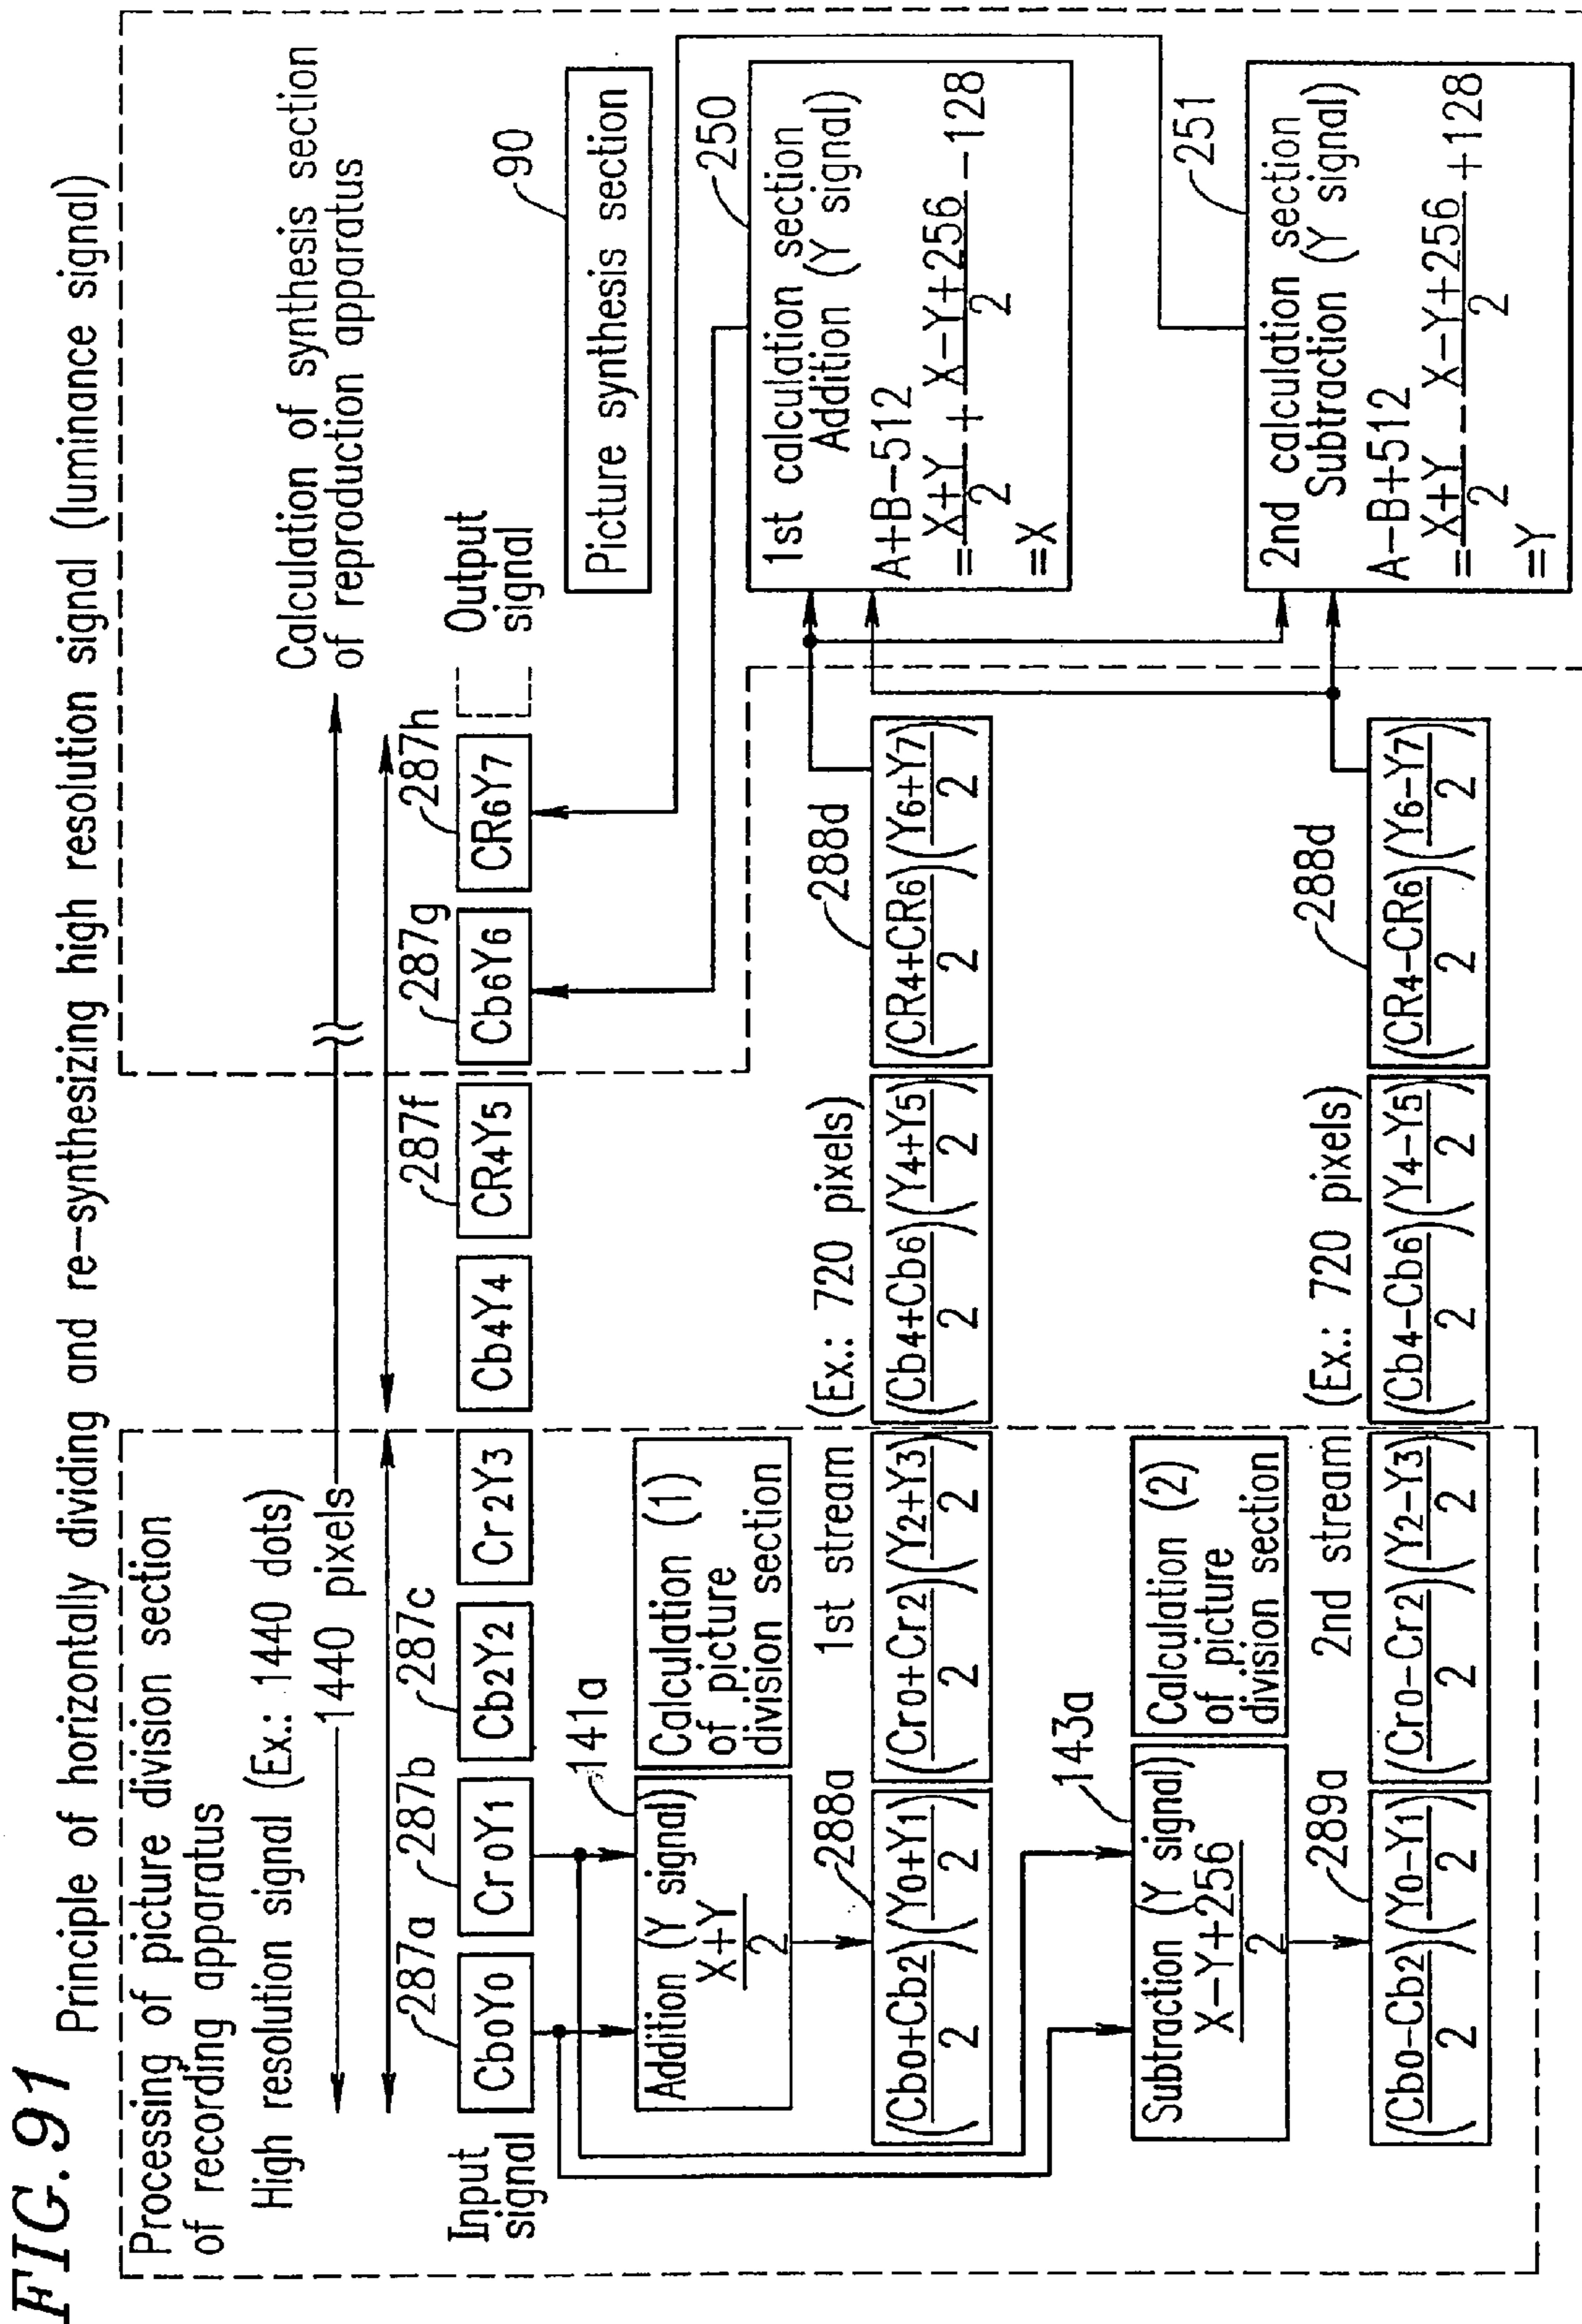 FIG. 91
Principle of horizontally dividing and re-synthesizing high resolution signal (luminance signal)
Processing of picture division section
of recording apparatus
High resolution signal (Ex.: 1440 dots)
1440 pixels
Calculation of synthesis section
of reproduction apparatus
287a
287b
287c
287f
287g
287h
Input
signal
Cb0Y0
Cr0Y1
Cb2Y2
Cr2Y3
Cb4Y4
CR4Y5
Cb6Y6
CR6Y7
Output
signal
90
Picture synthesis section
141a
Addition (Y signal)
X+Y
2
Calculation (1)
of picture
division section
250
1st calculation section
Addition (Y signal)
A+B-512
=X+Y/2 + X-Y+256/2 -128
=X
288a
1st stream
(Ex.: 720 pixels)
288d
(Cb0+Cb2/2)(Y0+Y1/2)
(Cr0+Cr2/2)(Y2+Y3/2)
(Cb4+Cb6/2)(Y4+Y5/2)
(CR4+CR6/2)(Y6+Y7/2)
143a
Subtraction (Y signal)
X-Y+256
2
Calculation (2)
of picture
division section
251
2nd calculation section
Subtraction (Y signal)
A-B+512
=X+Y/2 - X-Y+256/2 +128
=Y
289a
2nd stream
(Ex.: 720 pixels)
288d
(Cb0-Cb2/2)(Y0-Y1/2)
(Cr0-Cr2/2)(Y2-Y3/2)
(Cb4-Cb6/2)(Y4-Y5/2)
(CR4-CR6/2)(Y6-Y7/2)